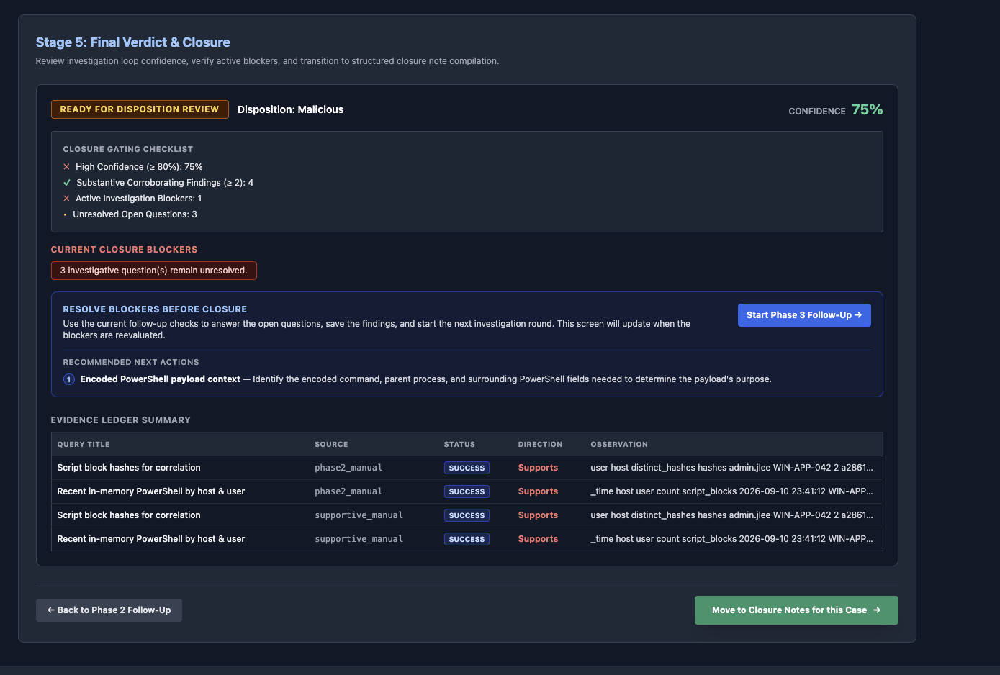 Stage 5: Final Verdict & Closure
Review investigation loop confidence, verify active blockers, and transition to structured closure note compilation.
READY FOR DISPOSITION REVIEW Disposition: Malicious CONFIDENCE 75%
CLOSURE GATING CHECKLIST
✕ High Confidence (≥ 80%): 75%
✓ Substantive Corroborating Findings (≥ 2): 4
✕ Active Investigation Blockers: 1
• Unresolved Open Questions: 3
CURRENT CLOSURE BLOCKERS
3 investigative question(s) remain unresolved.
RESOLVE BLOCKERS BEFORE CLOSURE
Use the current follow-up checks to answer the open questions, save the findings, and start the next investigation round. This screen will update when the
blockers are reevaluated.
Start Phase 3 Follow-Up →
RECOMMENDED NEXT ACTIONS
1 Encoded PowerShell payload context — Identify the encoded command, parent process, and surrounding PowerShell fields needed to determine the payload's purpose.
EVIDENCE LEDGER SUMMARY
QUERY TITLE SOURCE STATUS DIRECTION OBSERVATION
Script block hashes for correlation phase2_manual SUCCESS Supports user host distinct_hashes hashes admin.jlee WIN-APP-042 2 a2861...
Recent in-memory PowerShell by host & user phase2_manual SUCCESS Supports _time host user count script_blocks 2026-09-10 23:41:12 WIN-APP...
Script block hashes for correlation supportive_manual SUCCESS Supports user host distinct_hashes hashes admin.jlee WIN-APP-042 2 a2861...
Recent in-memory PowerShell by host & user supportive_manual SUCCESS Supports _time host user count script_blocks 2026-09-10 23:41:12 WIN-APP...
← Back to Phase 2 Follow-Up
Move to Closure Notes for this Case →